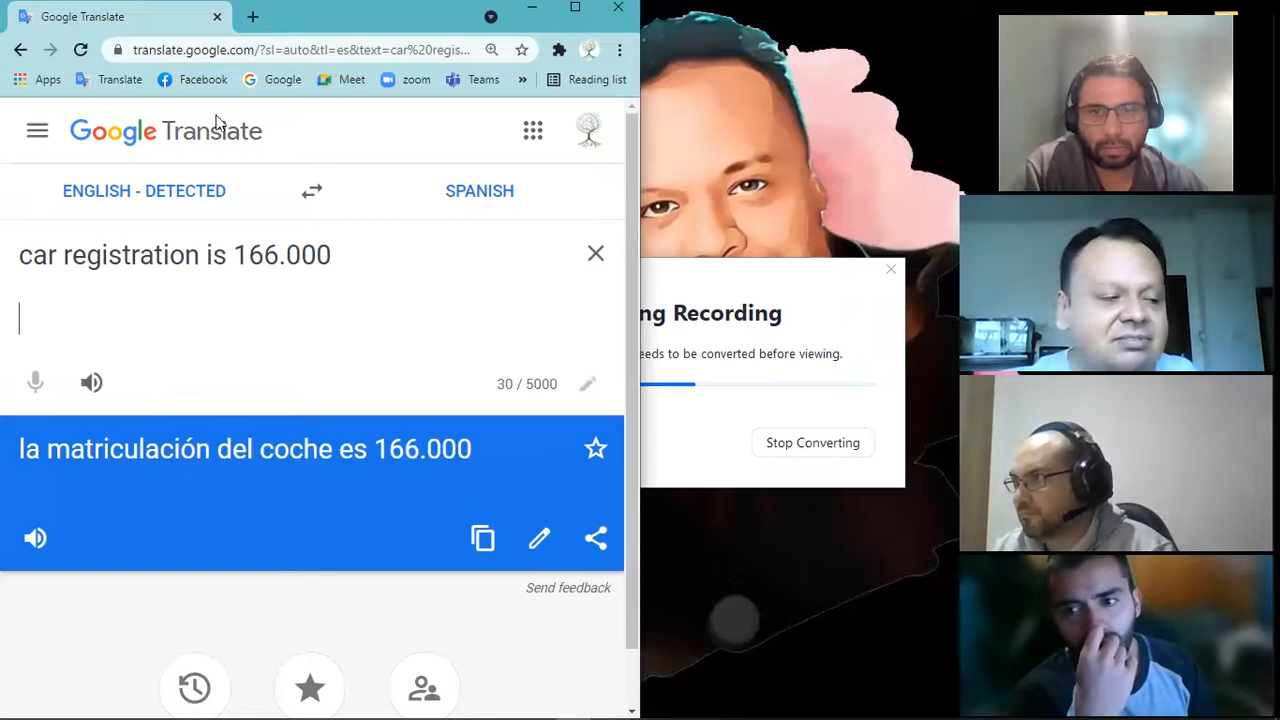 Google Translate
translate.google.com/?sl=auto&tl=es&text=car%20regis...
Apps Translate Facebook Google Meet zoom Teams » Reading list
Google Translate
ENGLISH - DETECTED SPANISH
car registration is 166.000
30 / 5000
la matriculación del coche es 166.000
Send feedback
ng Recording
eeds to be converted before viewing.
Stop Converting